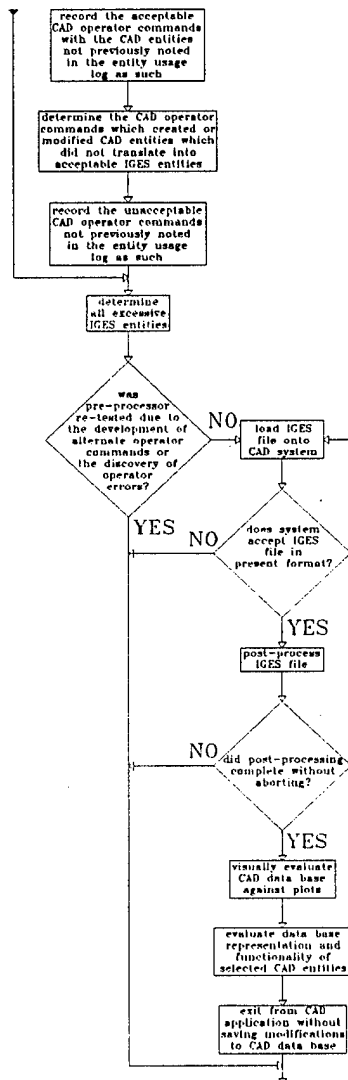 record the acceptable
CAD operator commands
with the CAD entities
not previously noted
in the entity usage
log as such
determine the CAD operator
commands which created or
modified CAD entities which
did not translate into
acceptable IGES entities
record the unacceptable
CAD operator commands
not previously noted
in the entity usage
log as such
determine
all excessive
IGES entities
was
pre-processor
re-tested due to
the development of
alternate operator
commands or
the discovery of
operator
errors?
NO
YES
load IGES
file onto
CAD system
does system
accept IGES
file in
present format?
NO
YES
post-process
IGES file
did post-processing
complete without
aborting?
NO
YES
visually evaluate
CAD data base
against plots
evaluate data base
representation and
functionality of
selected CAD entities
exit from CAD
application without
saving modifications
to CAD data base